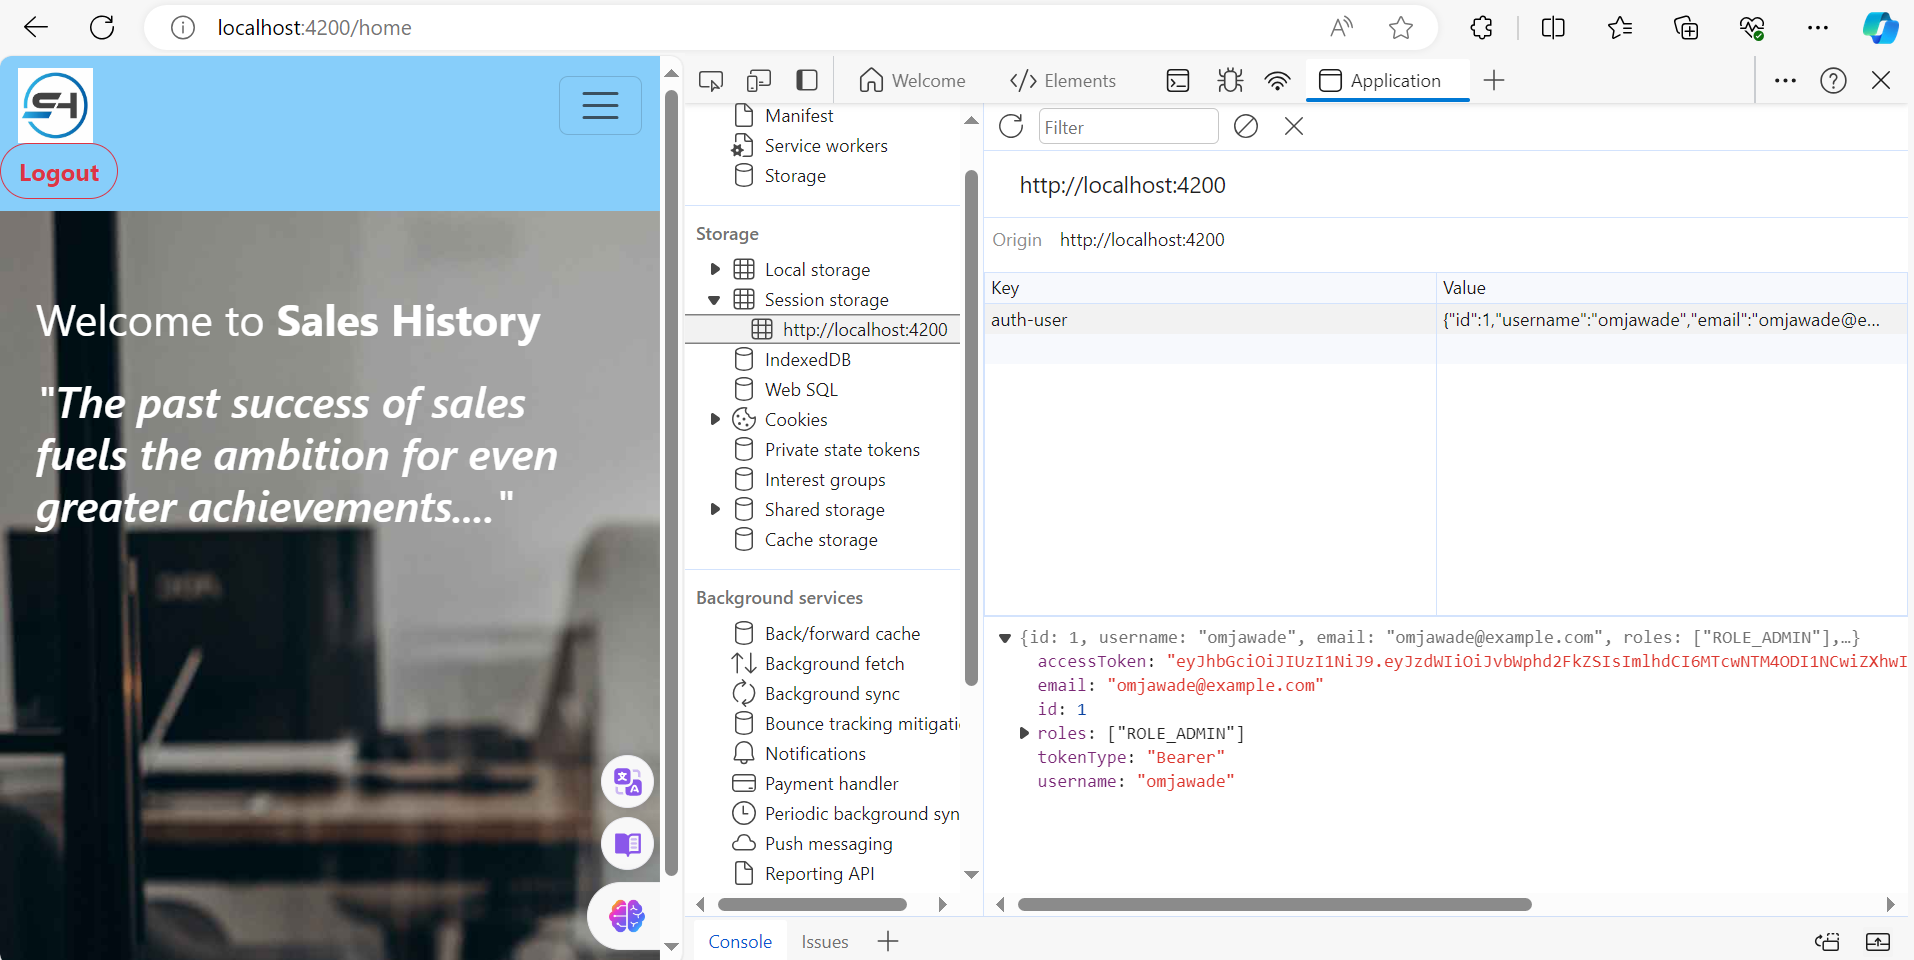 localhost:4200/home
Logout
Welcome to Sales History
"The past success of sales
fuels the ambition for even
greater achievements...."
Welcome
Elements
Application
Manifest
Service workers
Storage
Storage
Local storage
Session storage
http://localhost:4200
IndexedDB
Web SQL
Cookies
Private state tokens
Interest groups
Shared storage
Cache storage
Background services
Back/forward cache
Background fetch
Background sync
Bounce tracking mitigati
Notifications
Payment handler
Periodic background syn
Push messaging
Reporting API
Filter
http://localhost:4200
Origin http://localhost:4200
Key Value
auth-user {"id":1,"username":"omjawade","email":"omjawade@e...
{id: 1, username: "omjawade", email: "omjawade@example.com", roles: ["ROLE_ADMIN"],…}
accessToken: "eyJhbGciOiJIUzI1NiJ9.eyJzdWIiOiJvbWphd2FkZSIsImlhdCI6MTcwNTM4ODI1NCwiZXhwI
email: "omjawade@example.com"
id: 1
roles: ["ROLE_ADMIN"]
tokenType: "Bearer"
username: "omjawade"
Console
Issues